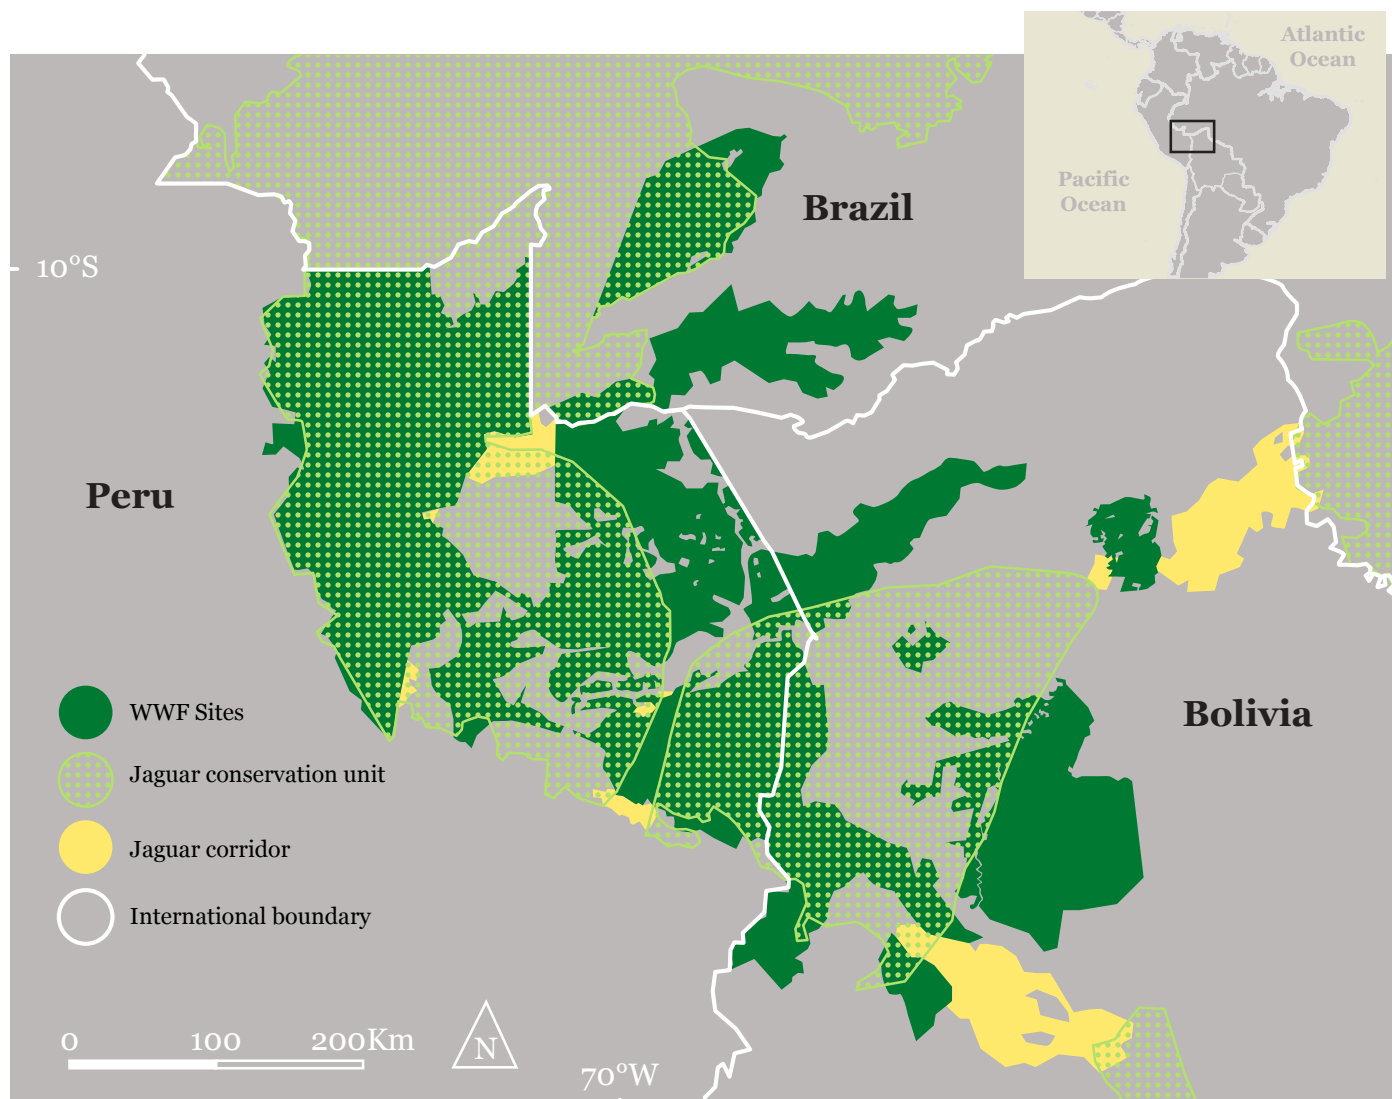 Atlantic
Ocean
Pacific
Ocean
Brazil
10°S
Peru
WWF Sites
Jaguar conservation unit
Jaguar corridor
International boundary
Bolivia
0 100 200Km
N
70°W